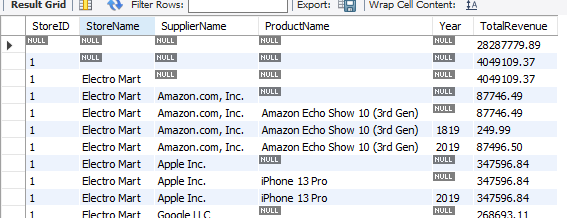 Result Grid Filter Rows: Export: Wrap Cell Content:
StoreID StoreName SupplierName ProductName Year TotalRevenue
NULL NULL NULL NULL NULL 28287779.89
1 NULL NULL NULL NULL 4049109.37
1 Electro Mart NULL NULL NULL 4049109.37
1 Electro Mart Amazon.com, Inc. NULL NULL 87746.49
1 Electro Mart Amazon.com, Inc. Amazon Echo Show 10 (3rd Gen) NULL 87746.49
1 Electro Mart Amazon.com, Inc. Amazon Echo Show 10 (3rd Gen) 1819 249.99
1 Electro Mart Amazon.com, Inc. Amazon Echo Show 10 (3rd Gen) 2019 87496.50
1 Electro Mart Apple Inc. NULL NULL 347596.84
1 Electro Mart Apple Inc. iPhone 13 Pro NULL 347596.84
1 Electro Mart Apple Inc. iPhone 13 Pro 2019 347596.84
1 Electro Mart Google LLC NULL NULL 268693.11